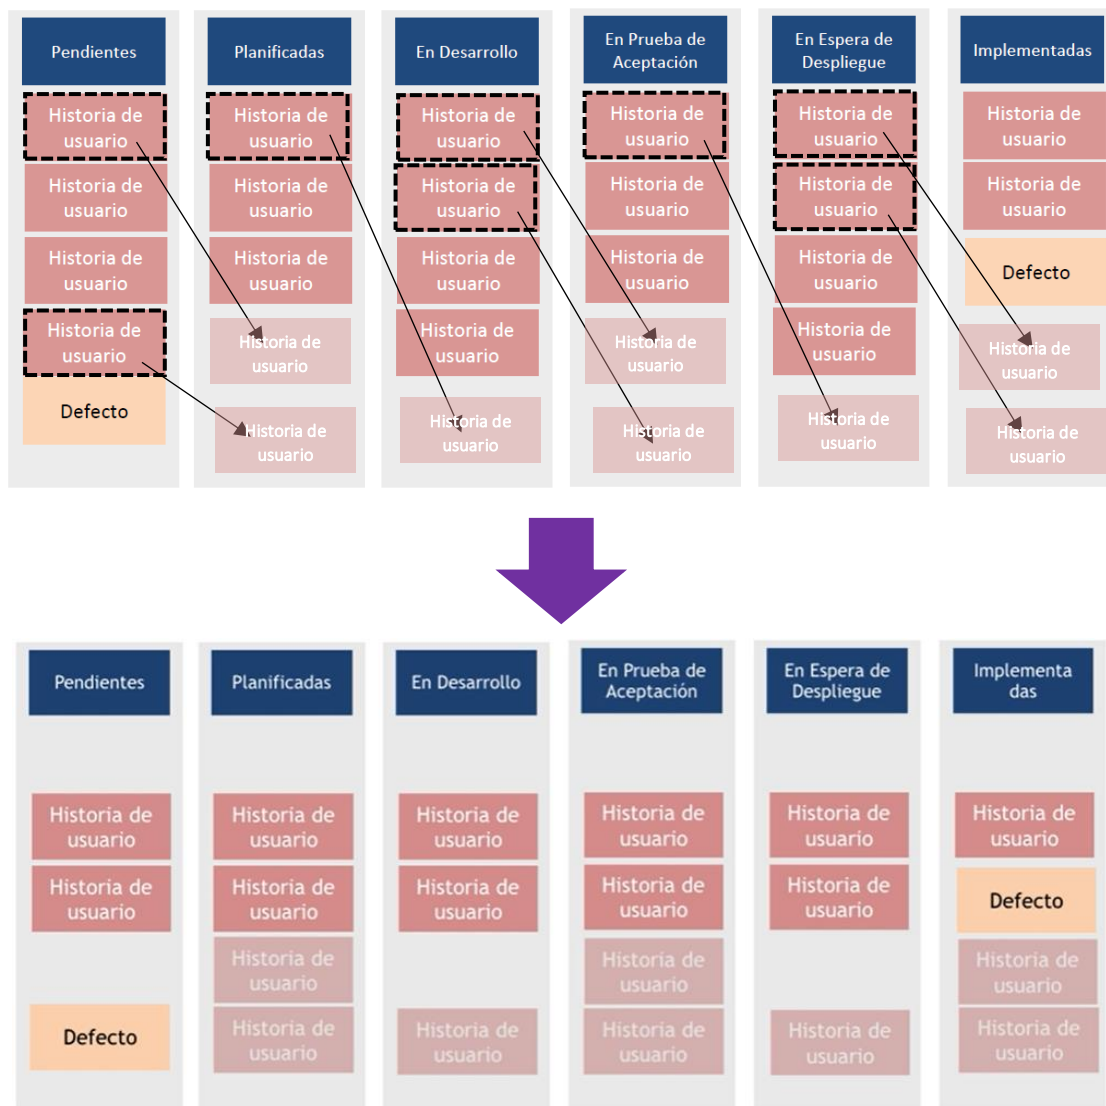 Pendientes
Historia de
usuario
Historia de
usuario
Historia de
usuario
Historia de
usuario
Defecto
Planificadas
Historia de
usuario
Historia de
usuario
Historia de
usuario
Historia de
usuario
Historia de
usuario
En Desarrollo
Historia de
usuario
Historia de
usuario
Historia de
usuario
Historia de
usuario
Historia de
usuario
En Prueba de
Aceptación
Historia de
usuario
Historia de
usuario
Historia de
usuario
Historia de
usuario
Historia de
usuario
En Espera de
Despliegue
Historia de
usuario
Historia de
usuario
Historia de
usuario
Historia de
usuario
Historia de
usuario
Implementadas
Historia de
usuario
Historia de
usuario
Defecto
Historia de
usuario
Historia de
usuario
Pendientes
Historia de
usuario
Historia de
usuario
Defecto
Planificadas
Historia de
usuario
Historia de
usuario
Historia de
usuario
Historia de
usuario
En Desarrollo
Historia de
usuario
Historia de
usuario
Historia de
usuario
En Prueba de
Aceptación
Historia de
usuario
Historia de
usuario
Historia de
usuario
Historia de
usuario
En Espera de
Despliegue
Historia de
usuario
Historia de
usuario
Historia de
usuario
Implementa
das
Historia de
usuario
Defecto
Historia de
usuario
Historia de
usuario